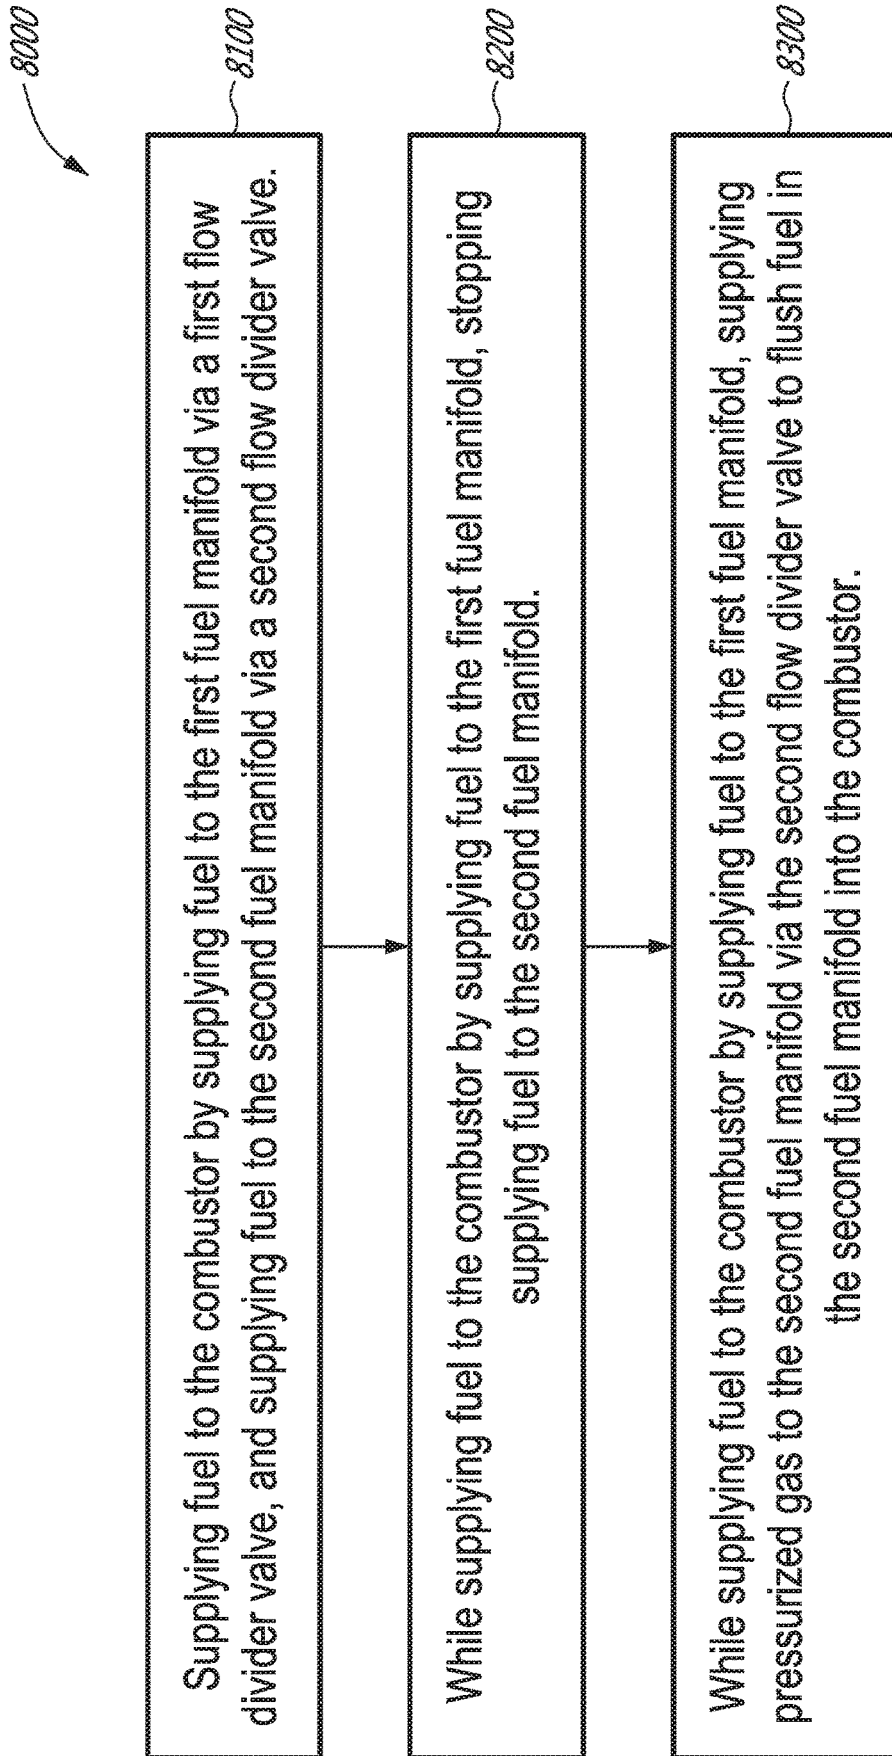 8000
8100
Supplying fuel to the combustor by supplying fuel to the first fuel manifold via a first flow
divider valve, and supplying fuel to the second fuel manifold via a second flow divider valve.
8200
While supplying fuel to the combustor by supplying fuel to the first fuel manifold, stopping
supplying fuel to the second fuel manifold.
8300
While supplying fuel to the combustor by supplying fuel to the first fuel manifold, supplying
pressurized gas to the second fuel manifold via the second flow divider valve to flush fuel in
the second fuel manifold into the combustor.